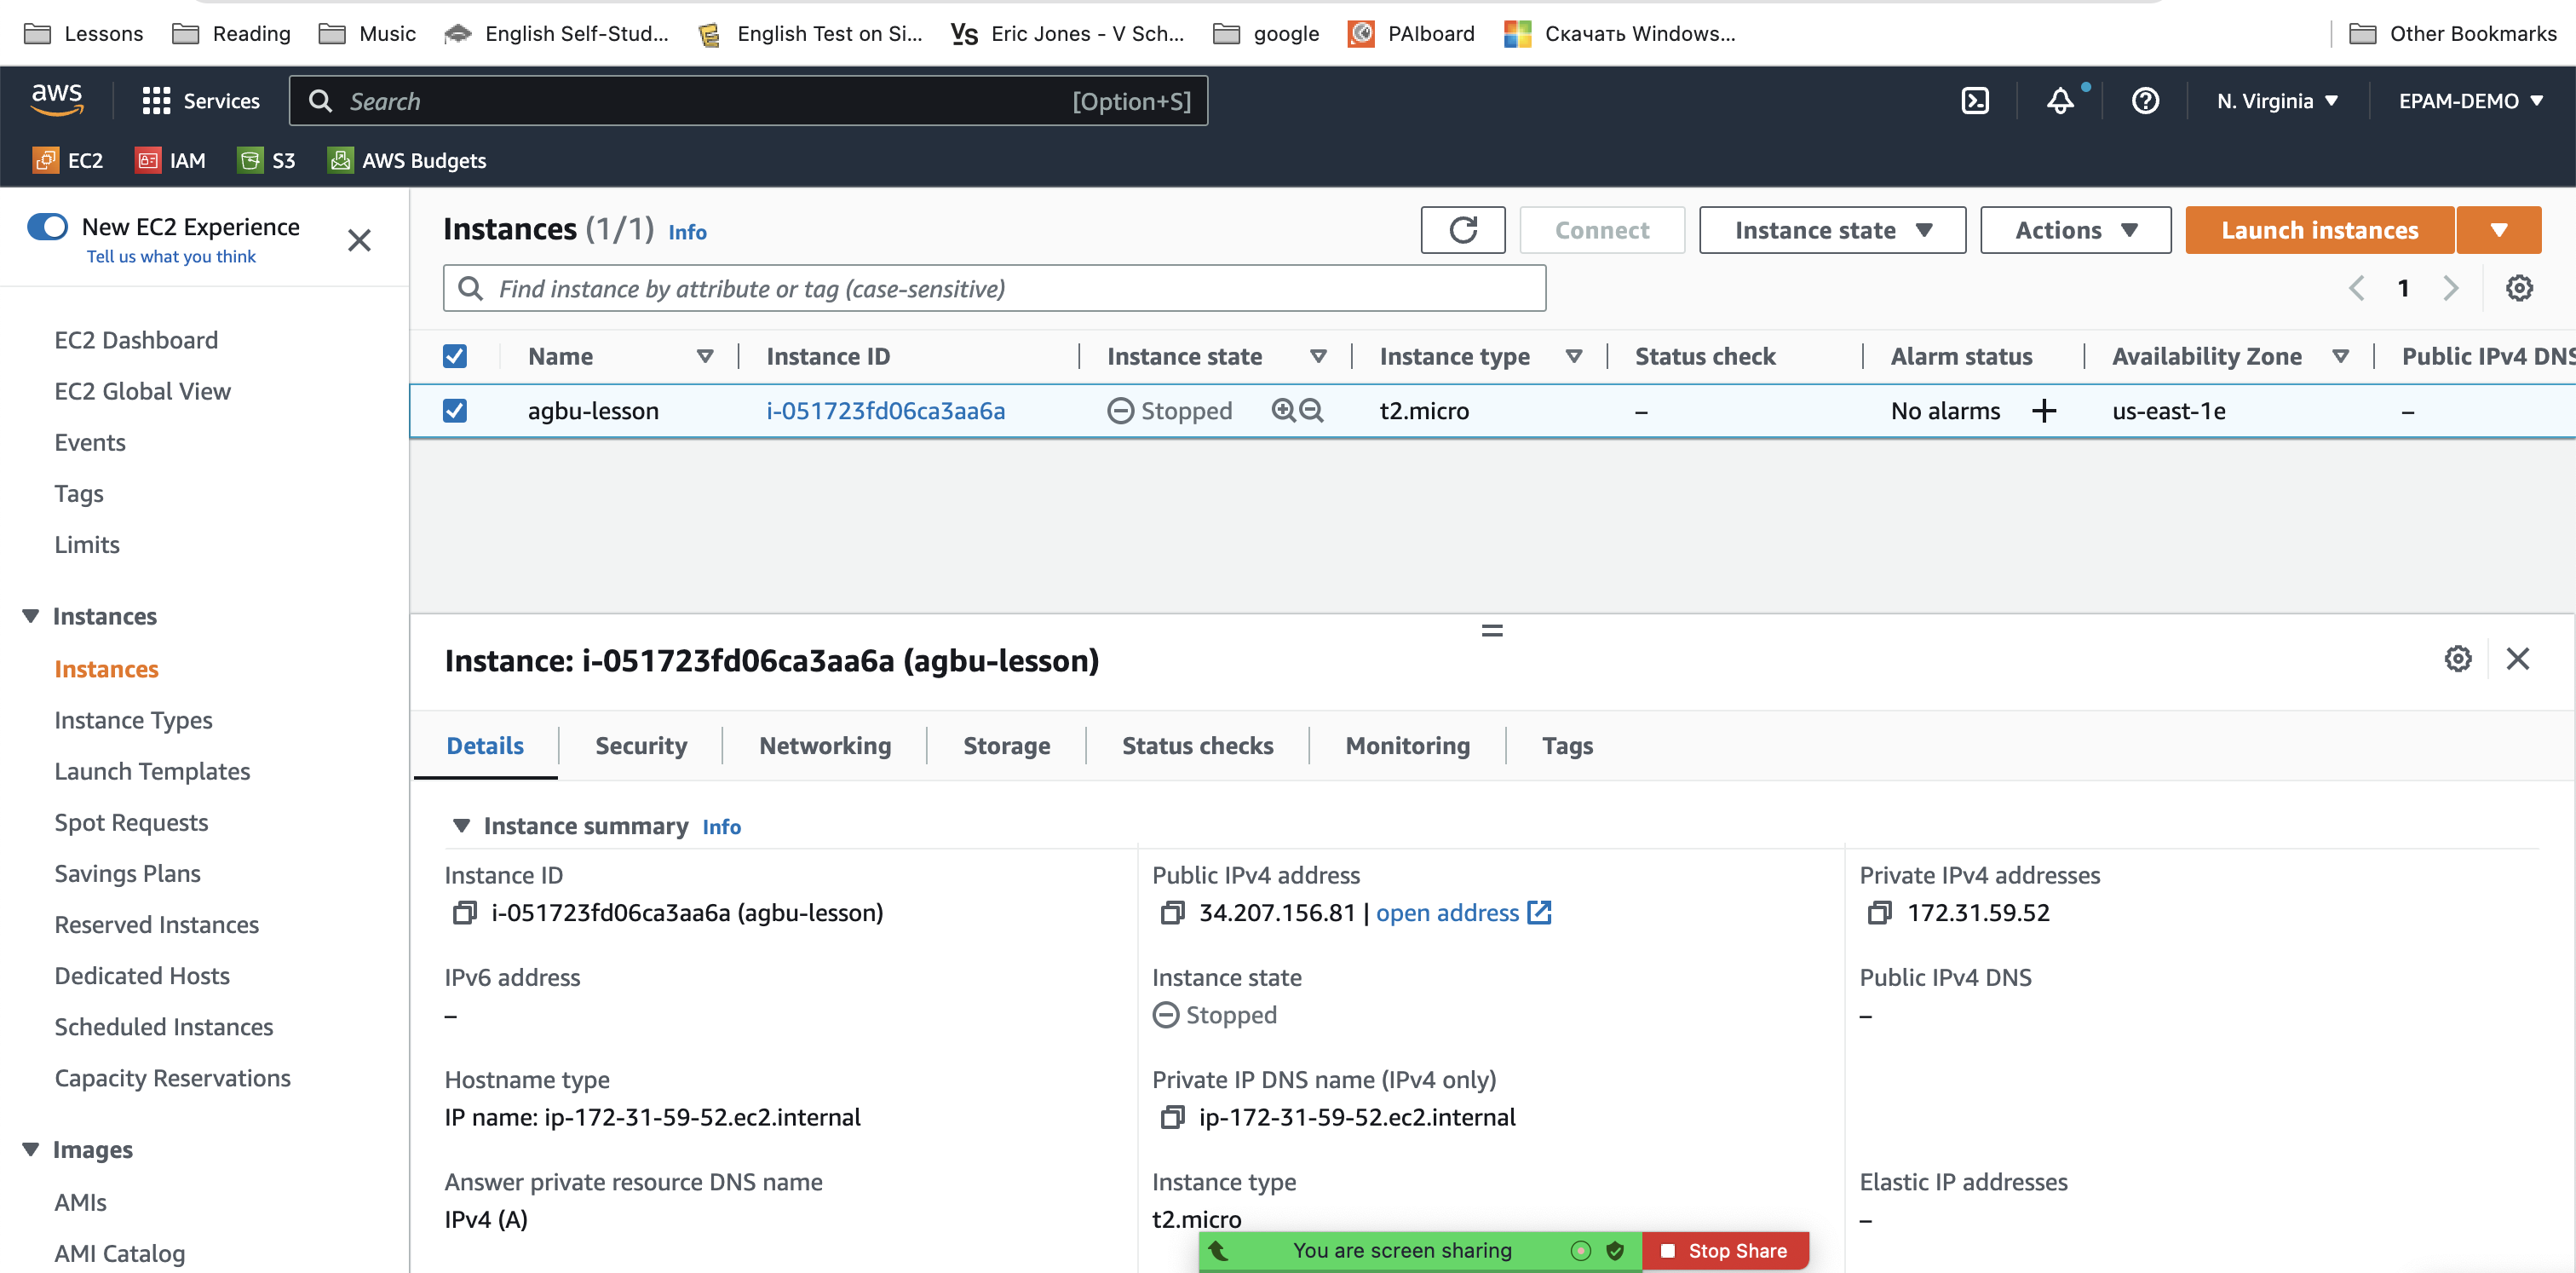 Lessons Reading Music English Self-Stud... English Test on Si... Eric Jones - V Sch... google PAIboard Скачать Windows... Other Bookmarks
aws Services Search [Option+S] N. Virginia EPAM-DEMO
EC2 IAM S3 AWS Budgets
New EC2 Experience
Tell us what you think
EC2 Dashboard
EC2 Global View
Events
Tags
Limits
Instances
Instances
Instance Types
Launch Templates
Spot Requests
Savings Plans
Reserved Instances
Dedicated Hosts
Scheduled Instances
Capacity Reservations
Images
AMIs
AMI Catalog
Instances (1/1) Info Connect Instance state Actions Launch instances
Find instance by attribute or tag (case-sensitive) 1
Name Instance ID Instance state Instance type Status check Alarm status Availability Zone Public IPv4 DNS
agbu-lesson i-051723fd06ca3aa6a Stopped t2.micro – No alarms + us-east-1e –
Instance: i-051723fd06ca3aa6a (agbu-lesson)
Details Security Networking Storage Status checks Monitoring Tags
Instance summary Info
Instance ID
i-051723fd06ca3aa6a (agbu-lesson)
Public IPv4 address
34.207.156.81 | open address
Private IPv4 addresses
172.31.59.52
IPv6 address
–
Instance state
Stopped
Public IPv4 DNS
–
Hostname type
IP name: ip-172-31-59-52.ec2.internal
Private IP DNS name (IPv4 only)
ip-172-31-59-52.ec2.internal
Answer private resource DNS name
IPv4 (A)
Instance type
t2.micro
Elastic IP addresses
–
You are screen sharing Stop Share